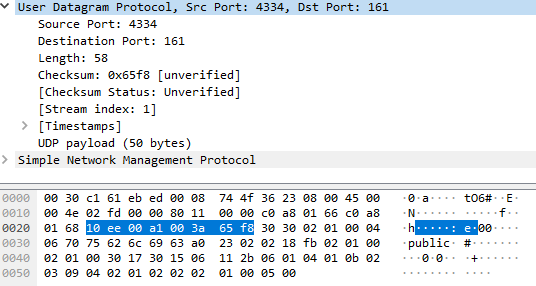 User Datagram Protocol, Src Port: 4334, Dst Port: 161
Source Port: 4334
Destination Port: 161
Length: 58
Checksum: 0x65f8 [unverified]
[Checksum Status: Unverified]
[Stream index: 1]
[Timestamps]
UDP payload (50 bytes)
Simple Network Management Protocol
0000 00 30 c1 61 eb ed 00 08 74 4f 36 23 08 00 45 00 ·0·a···· tO6#··E·
0010 00 4e 02 fd 00 00 80 11 00 00 c0 a8 01 66 c0 a8 ·N······ ·····f··
0020 01 68 10 ee 00 a1 00 3a 65 f8 30 30 02 01 00 04 ·h·····: e·00····
0030 06 70 75 62 6c 69 63 a0 23 02 02 18 fb 02 01 00 ·public· #·······
0040 02 01 00 30 17 30 15 06 11 2b 06 01 04 01 0b 02 ···0·0·· ·+······
0050 03 09 04 02 01 02 02 02 01 00 05 00 ········ ····